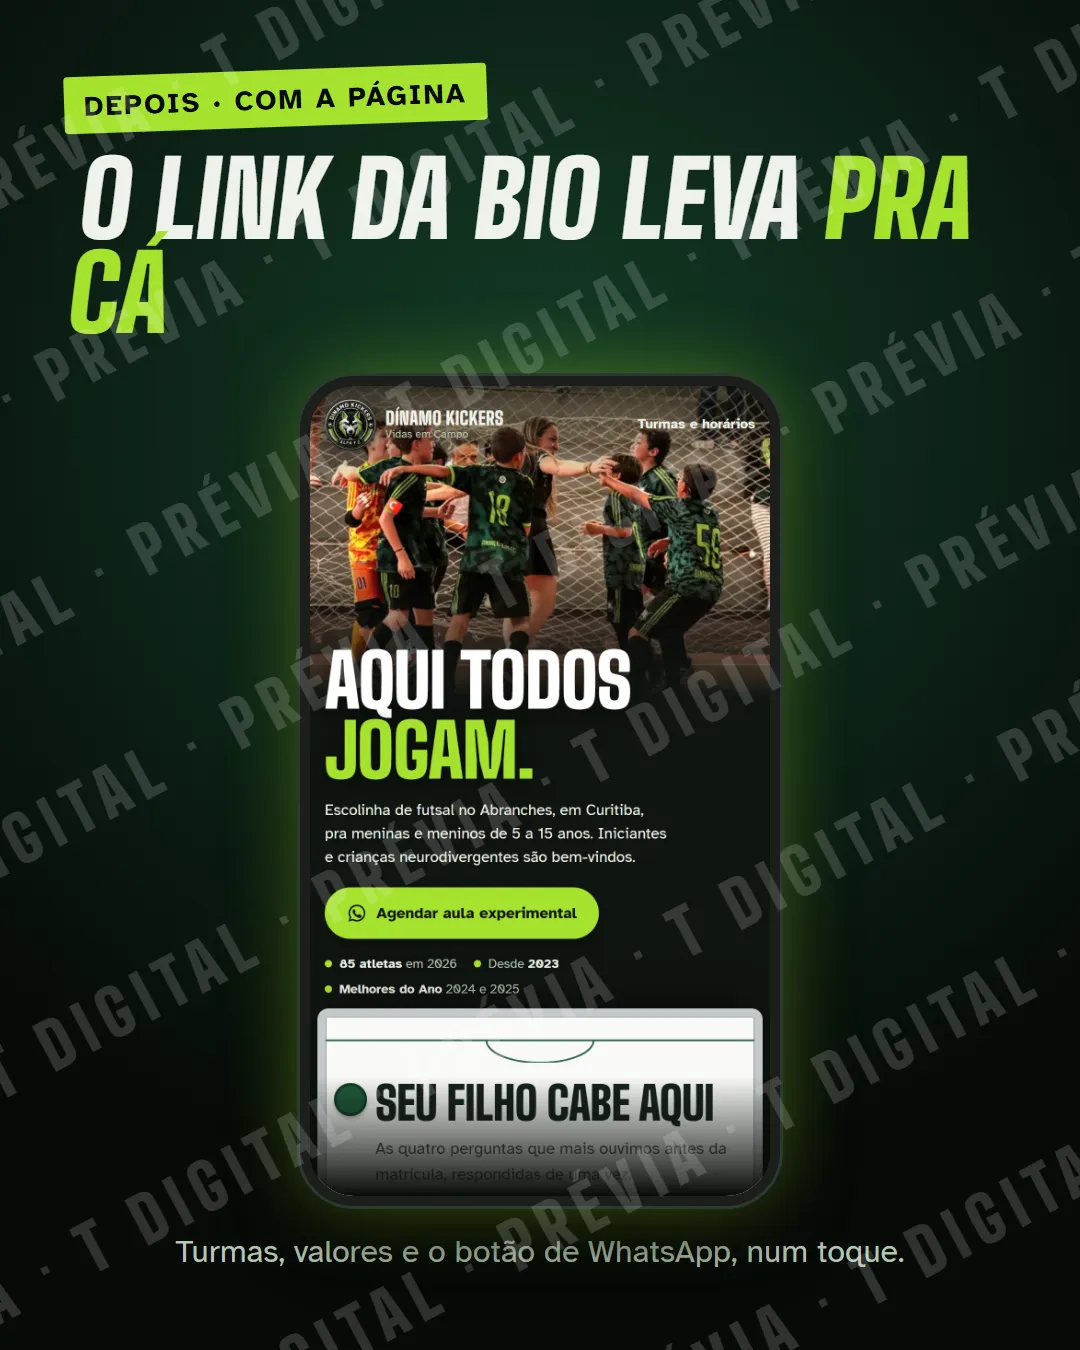 DEPOIS · COM A PÁGINA
O LINK DA BIO LEVA PRA
CÁ
DÍNAMO KICKERS
Vidas em Campo
Turmas e horários
AQUI TODOS
JOGAM.
Escolinha de futsal no Abranches, em Curitiba,
pra meninas e meninos de 5 a 15 anos. Iniciantes
e crianças neurodivergentes são bem-vindos.
Agendar aula experimental
85 atletas em 2026
Desde 2023
Melhores do Ano 2024 e 2025
SEU FILHO CABE AQUI
As quatro perguntas que mais ouvimos antes da
matrícula, respondidas de uma vez.
Turmas, valores e o botão de WhatsApp, num toque.
PRÉVIA · T DIGITAL · PRÉVIA · T DIGITAL